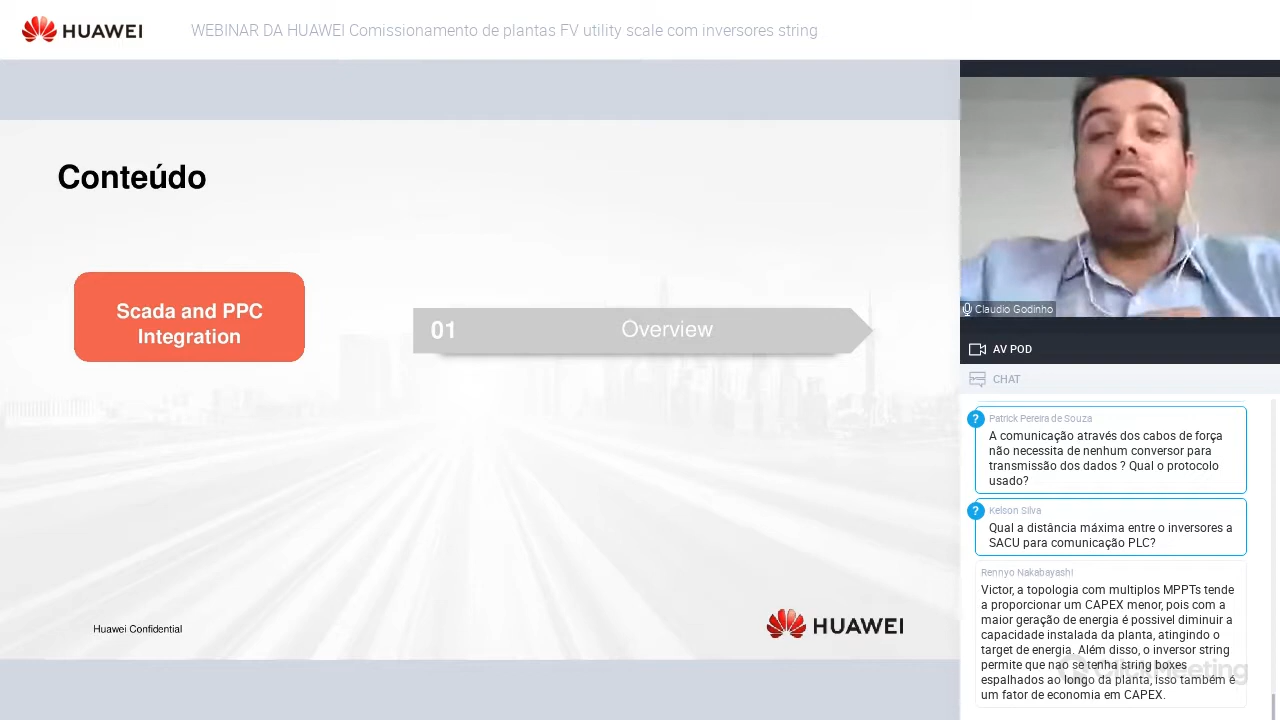 HUAWEI
WEBINAR DA HUAWEI Comissionamento de plantas FV utility scale com inversores string
Conteúdo
Scada and PPC
Integration
01
Overview
Huawei Confidential
HUAWEI
Claudio Godinho
AV POD
CHAT
?
Patrick Pereira de Souza
A comunicação através dos cabos de força
não necessita de nenhum conversor para
transmissão dos dados ? Qual o protocolo
usado?
?
Kelson Silva
Qual a distância máxima entre o inversores a
SACU para comunicação PLC?
Rennyo Nakabayashi
Victor, a topologia com multiplos MPPTs tende
a proporcionar um CAPEX menor, pois com a
maior geração de energia é possivel diminuir a
capacidade instalada da planta, atingindo o
target de energia. Além disso, o inversor string
permite que não se tenha string boxes
espalhados ao longo da planta, isso também é
um fator de economia em CAPEX.
ClickMeeting